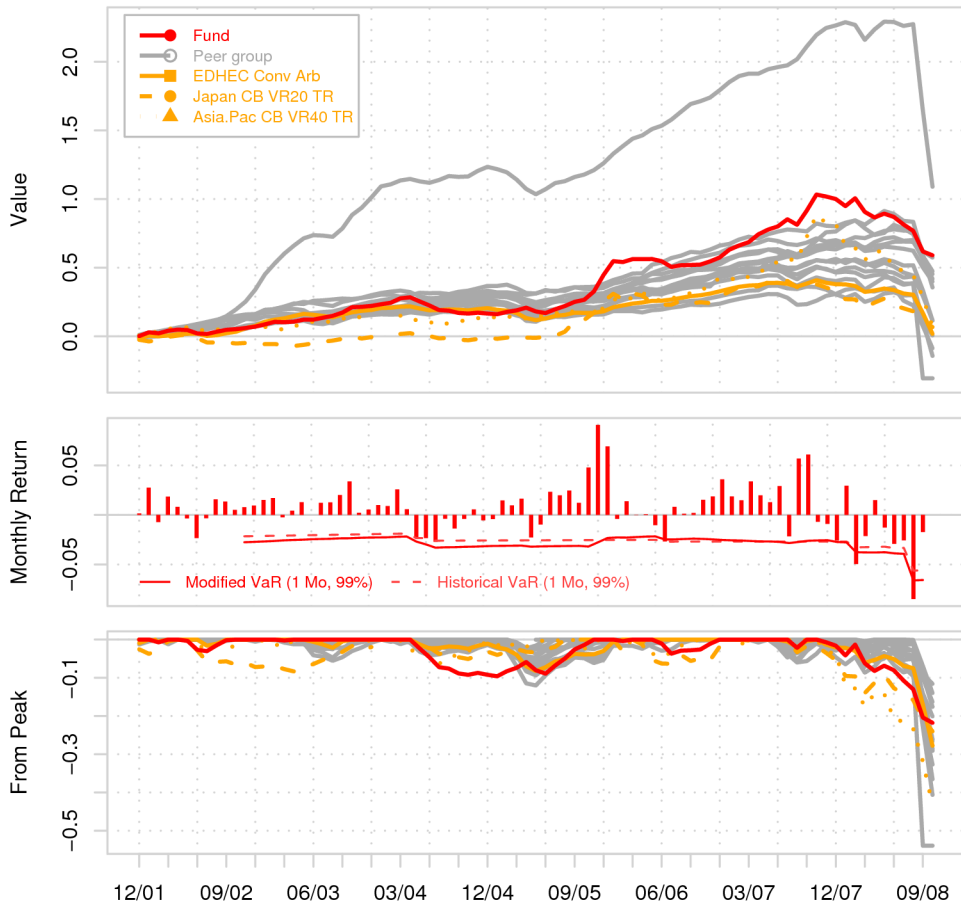 Fund
Peer group
EDHEC Conv Arb
Japan CB VR20 TR
Asia.Pac CB VR40 TR
Value
2.0
1.5
1.0
0.5
0.0
Monthly Return
0.05
−0.05
Modified VaR (1 Mo, 99%)
Historical VaR (1 Mo, 99%)
From Peak
−0.1
−0.3
−0.5
12/01 09/02 06/03 03/04 12/04 09/05 06/06 03/07 12/07 09/08